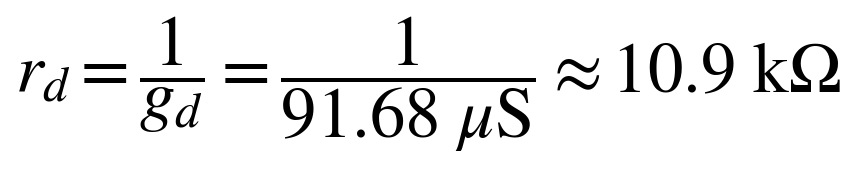 r_d = 1/g_d = 1/91.68 μS ≈ 10.9 kΩ